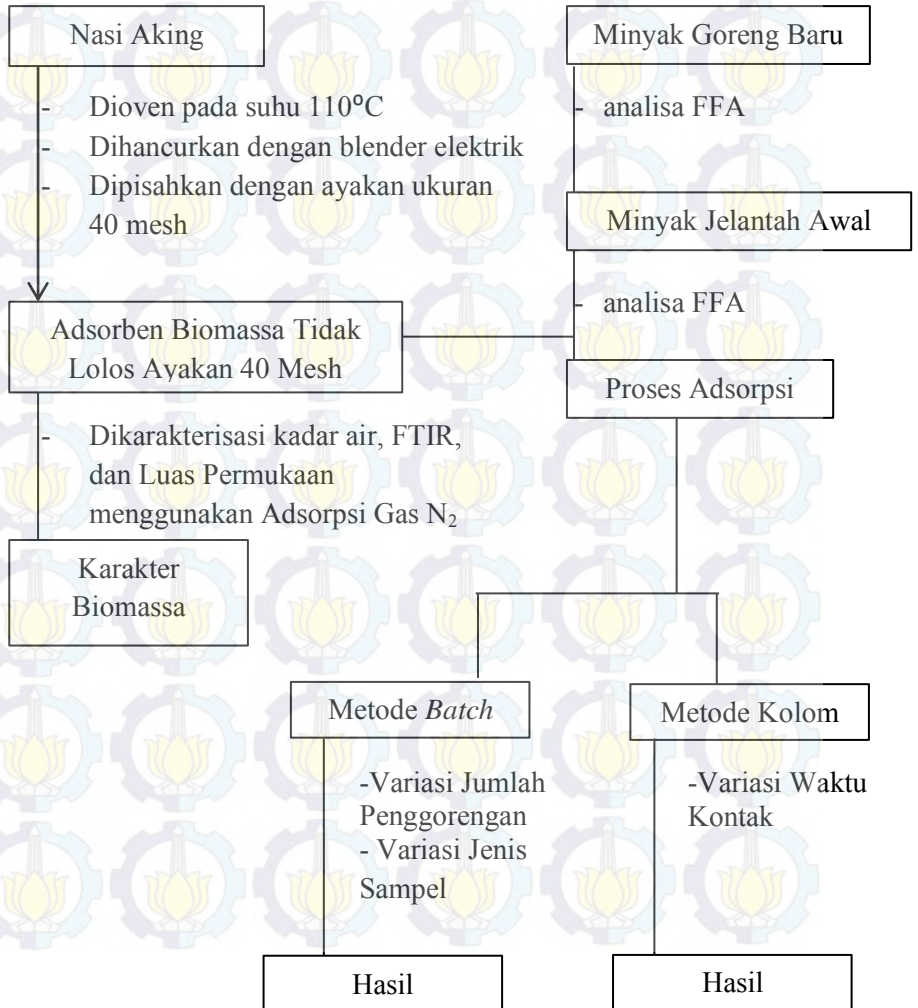 Nasi Aking
- Dioven pada suhu 110°C
- Dihancurkan dengan blender elektrik
- Dipisahkan dengan ayakan ukuran
40 mesh
Adsorben Biomassa Tidak
Lolos Ayakan 40 Mesh
- Dikarakterisasi kadar air, FTIR,
dan Luas Permukaan
menggunakan Adsorpsi Gas N₂
Karakter
Biomassa
Minyak Goreng Baru
- analisa FFA
Minyak Jelantah Awal
- analisa FFA
Proses Adsorpsi
Metode Batch
-Variasi Jumlah
Penggorengan
- Variasi Jenis
Sampel
Hasil
Metode Kolom
-Variasi Waktu
Kontak
Hasil